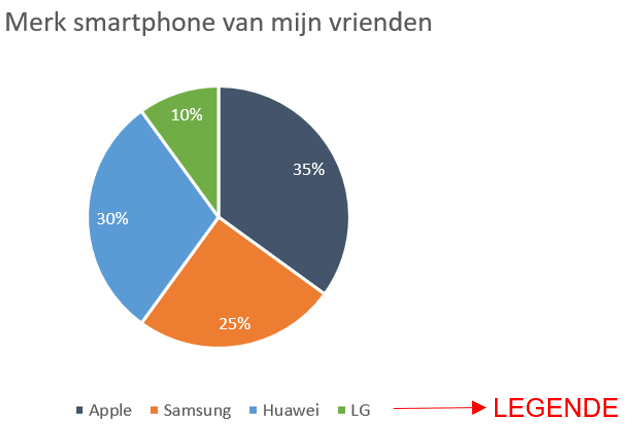 Merk smartphone van mijn vrienden
10%
35%
30%
25%
Apple Samsung Huawei LG LEGENDE